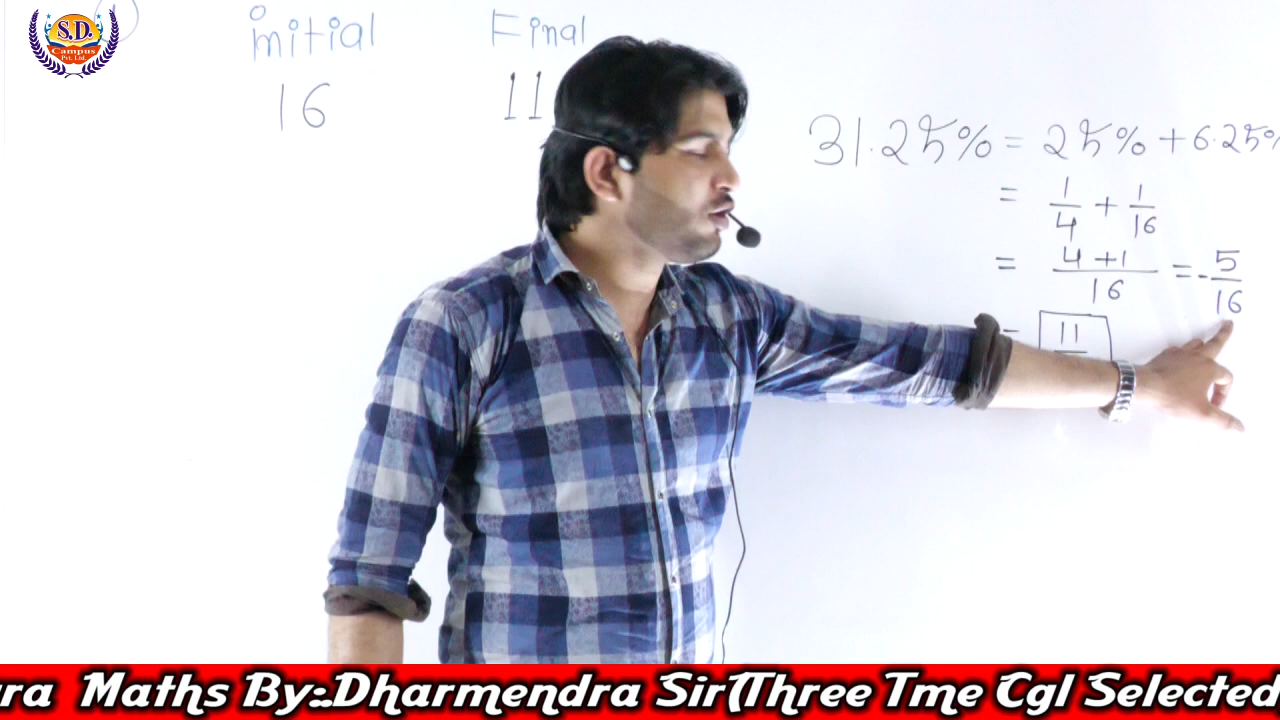 S.D.
Campus
Pvt. Ltd.
1
Initial Final
16 11
31.25% = 25% + 6.25%
= 1/4 + 1/16
= 4+1/16 = -5/16
= 11
ra Maths By:-Dharmendra Sir(Three Tme Cgl Selected